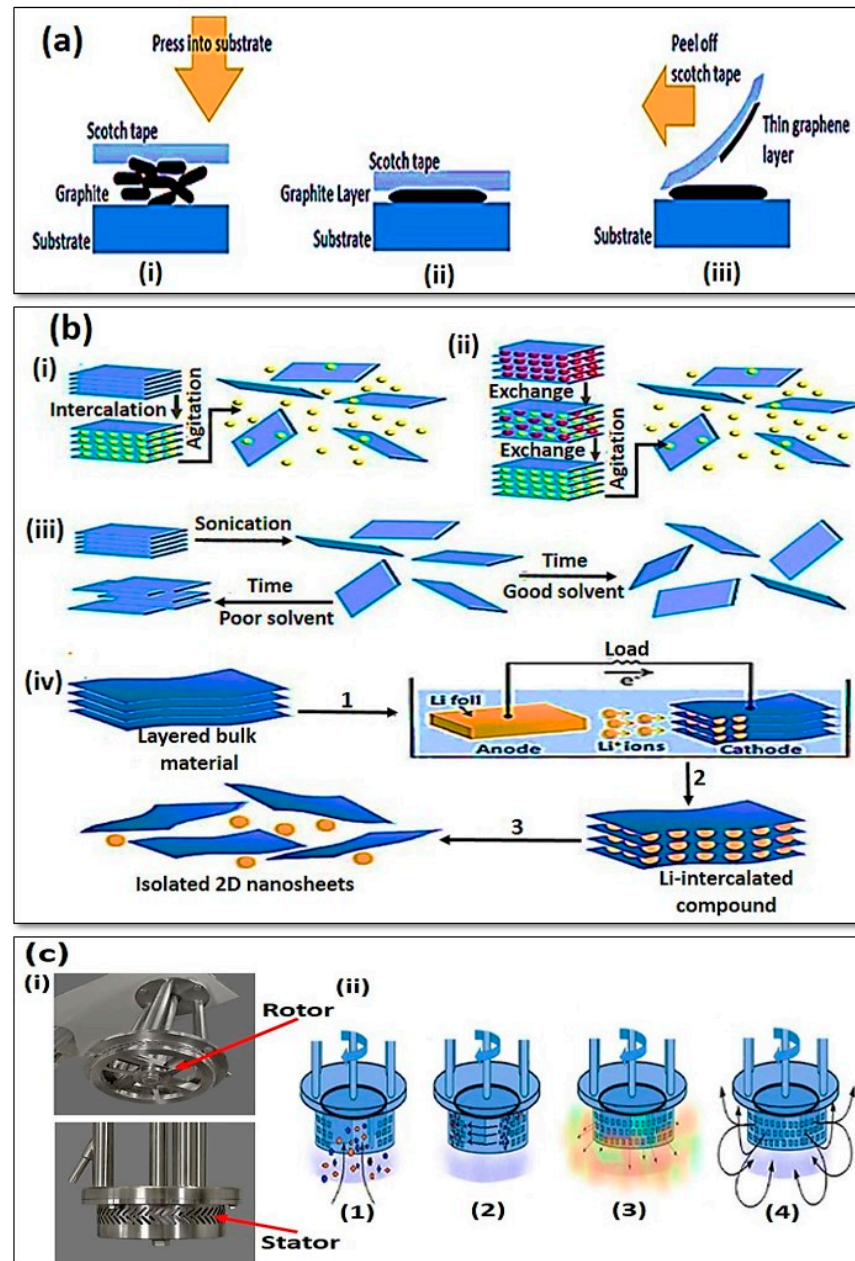 (a)
Press into substrate
Scotch tape
Graphite
Substrate
(i)
Scotch tape
Graphite Layer
Substrate
(ii)
Peel off
scotch tape
Thin graphene
layer
Substrate
(iii)
(b)
(i)
Intercalation
Agitation
(ii)
Exchange
Exchange
Agitation
(iii)
Sonication
Time
Poor solvent
Time
Good solvent
(iv)
Layered bulk
material
1
Load
e-
Li foil
Anode
Li+ ions
Cathode
2
3
Isolated 2D nanosheets
Li-intercalated
compound
(c)
(i)
Rotor
Stator
(ii)
(1)
(2)
(3)
(4)